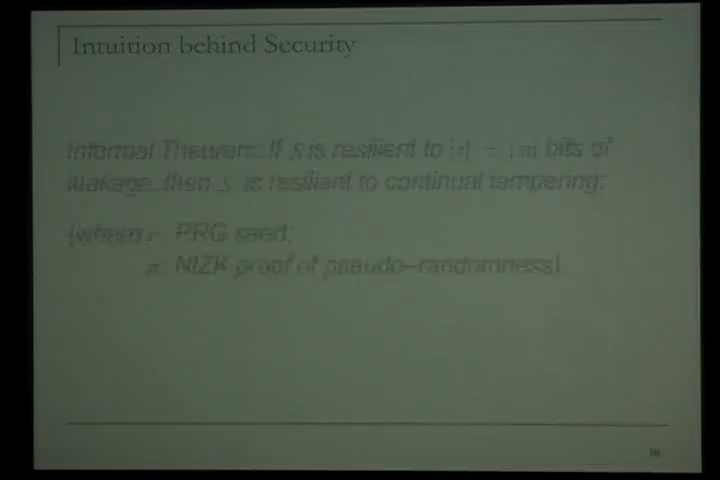 Intuition behind Security
Informal Theorem: If S is resilient to |r| + |π| bits of
leakage, then S is resilient to continual tampering.
(where r: PRG seed;
π: NIZK proof of pseudo-randomness)